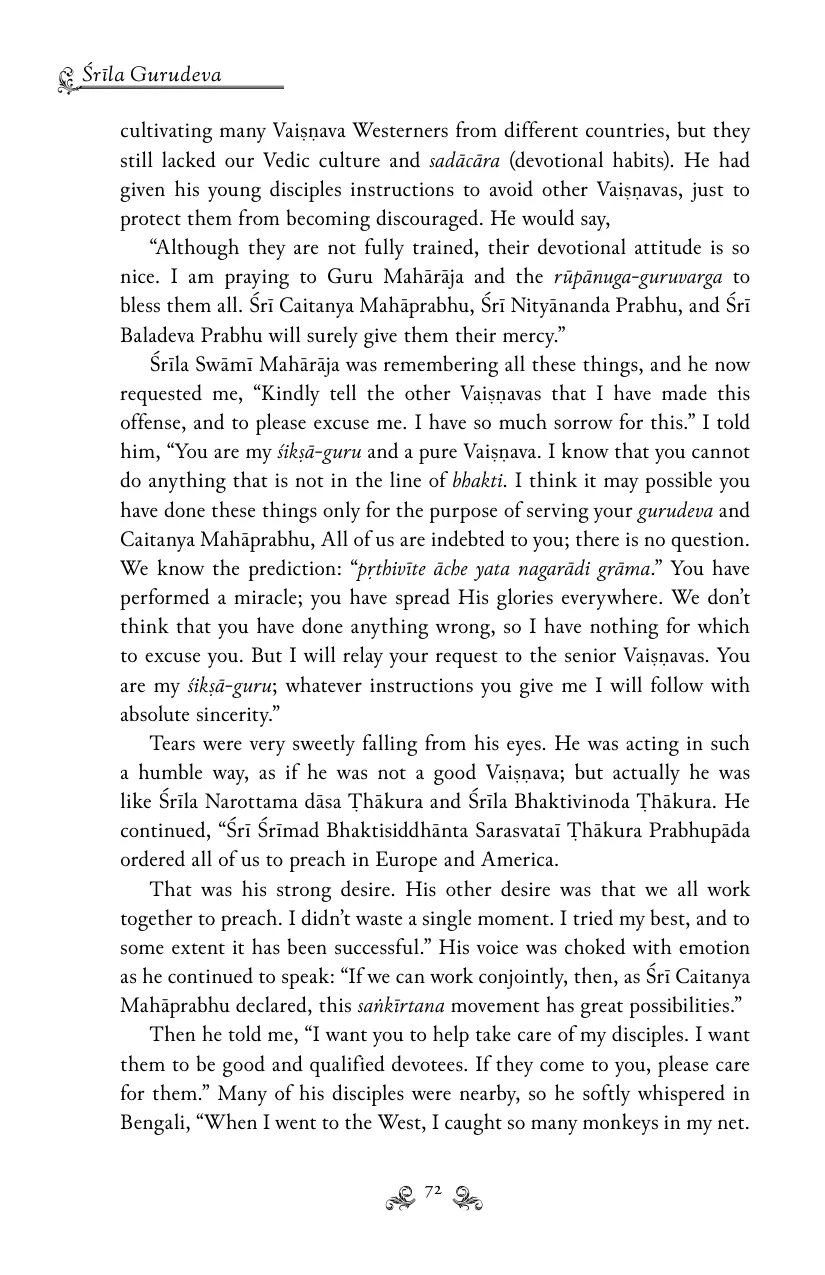 Śrīla Gurudeva
cultivating many Vaiṣṇava Westerners from different countries, but they
still lacked our Vedic culture and sadācāra (devotional habits). He had
given his young disciples instructions to avoid other Vaiṣṇavas, just to
protect them from becoming discouraged. He would say,
“Although they are not fully trained, their devotional attitude is so
nice. I am praying to Guru Mahārāja and the rūpānuga-guruvarga to
bless them all. Śrī Caitanya Mahāprabhu, Śrī Nityānanda Prabhu, and Śrī
Baladeva Prabhu will surely give them their mercy.”
Śrīla Swāmī Mahārāja was remembering all these things, and he now
requested me, “Kindly tell the other Vaiṣṇavas that I have made this
offense, and to please excuse me. I have so much sorrow for this.” I told
him, “You are my śikṣā-guru and a pure Vaiṣṇava. I know that you cannot
do anything that is not in the line of bhakti. I think it may possible you
have done these things only for the purpose of serving your gurudeva and
Caitanya Mahāprabhu, All of us are indebted to you; there is no question.
We know the prediction: “pṛthivīte āche yata nagarādi grāma.” You have
performed a miracle; you have spread His glories everywhere. We don’t
think that you have done anything wrong, so I have nothing for which
to excuse you. But I will relay your request to the senior Vaiṣṇavas. You
are my śikṣā-guru; whatever instructions you give me I will follow with
absolute sincerity.”
Tears were very sweetly falling from his eyes. He was acting in such
a humble way, as if he was not a good Vaiṣṇava; but actually he was
like Śrīla Narottama dāsa Ṭhākura and Śrīla Bhaktivinoda Ṭhākura. He
continued, “Śrī Śrīmad Bhaktisiddhānta Sarasvataī Ṭhākura Prabhupāda
ordered all of us to preach in Europe and America.
That was his strong desire. His other desire was that we all work
together to preach. I didn’t waste a single moment. I tried my best, and to
some extent it has been successful.” His voice was choked with emotion
as he continued to speak: “If we can work conjointly, then, as Śrī Caitanya
Mahāprabhu declared, this saṅkīrtana movement has great possibilities.”
Then he told me, “I want you to help take care of my disciples. I want
them to be good and qualified devotees. If they come to you, please care
for them.” Many of his disciples were nearby, so he softly whispered in
Bengali, “When I went to the West, I caught so many monkeys in my net.
72